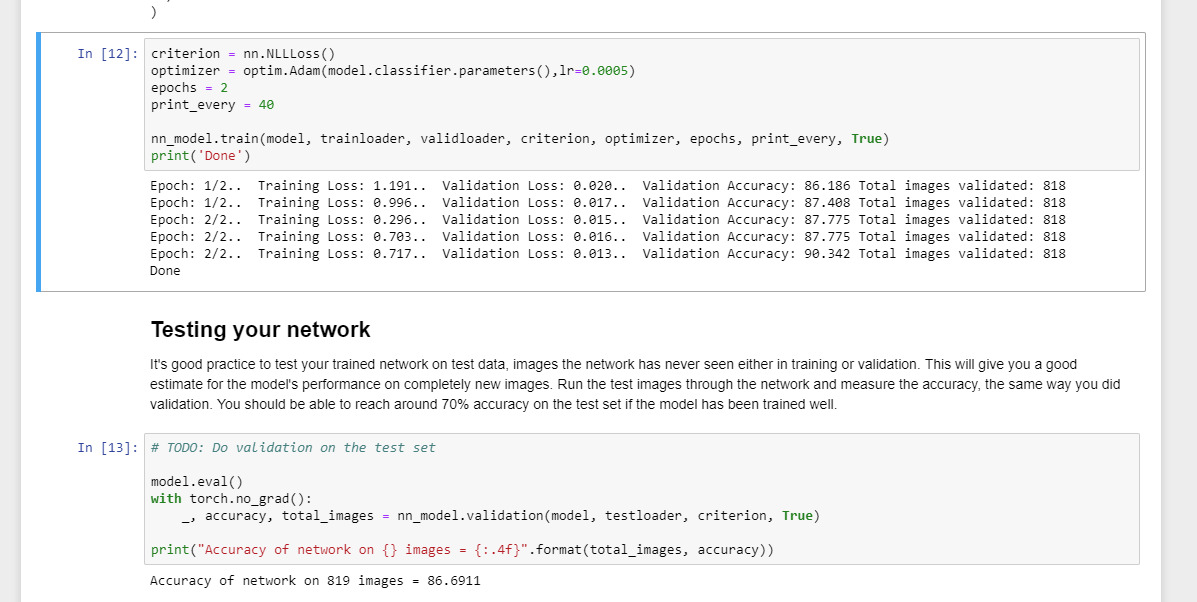 )
In [12]:
criterion = nn.NLLLoss()
optimizer = optim.Adam(model.classifier.parameters(),lr=0.0005)
epochs = 2
print_every = 40
nn_model.train(model, trainloader, validloader, criterion, optimizer, epochs, print_every, True)
print('Done')
Epoch: 1/2.. Training Loss: 1.191.. Validation Loss: 0.020.. Validation Accuracy: 86.186 Total images validated: 818
Epoch: 1/2.. Training Loss: 0.996.. Validation Loss: 0.017.. Validation Accuracy: 87.408 Total images validated: 818
Epoch: 2/2.. Training Loss: 0.296.. Validation Loss: 0.015.. Validation Accuracy: 87.775 Total images validated: 818
Epoch: 2/2.. Training Loss: 0.703.. Validation Loss: 0.016.. Validation Accuracy: 87.775 Total images validated: 818
Epoch: 2/2.. Training Loss: 0.717.. Validation Loss: 0.013.. Validation Accuracy: 90.342 Total images validated: 818
Done
Testing your network
It's good practice to test your trained network on test data, images the network has never seen either in training or validation. This will give you a good
estimate for the model's performance on completely new images. Run the test images through the network and measure the accuracy, the same way you did
validation. You should be able to reach around 70% accuracy on the test set if the model has been trained well.
In [13]:
# TODO: Do validation on the test set
model.eval()
with torch.no_grad():
_, accuracy, total_images = nn_model.validation(model, testloader, criterion, True)
print("Accuracy of network on {} images = {:.4f}".format(total_images, accuracy))
Accuracy of network on 819 images = 86.6911